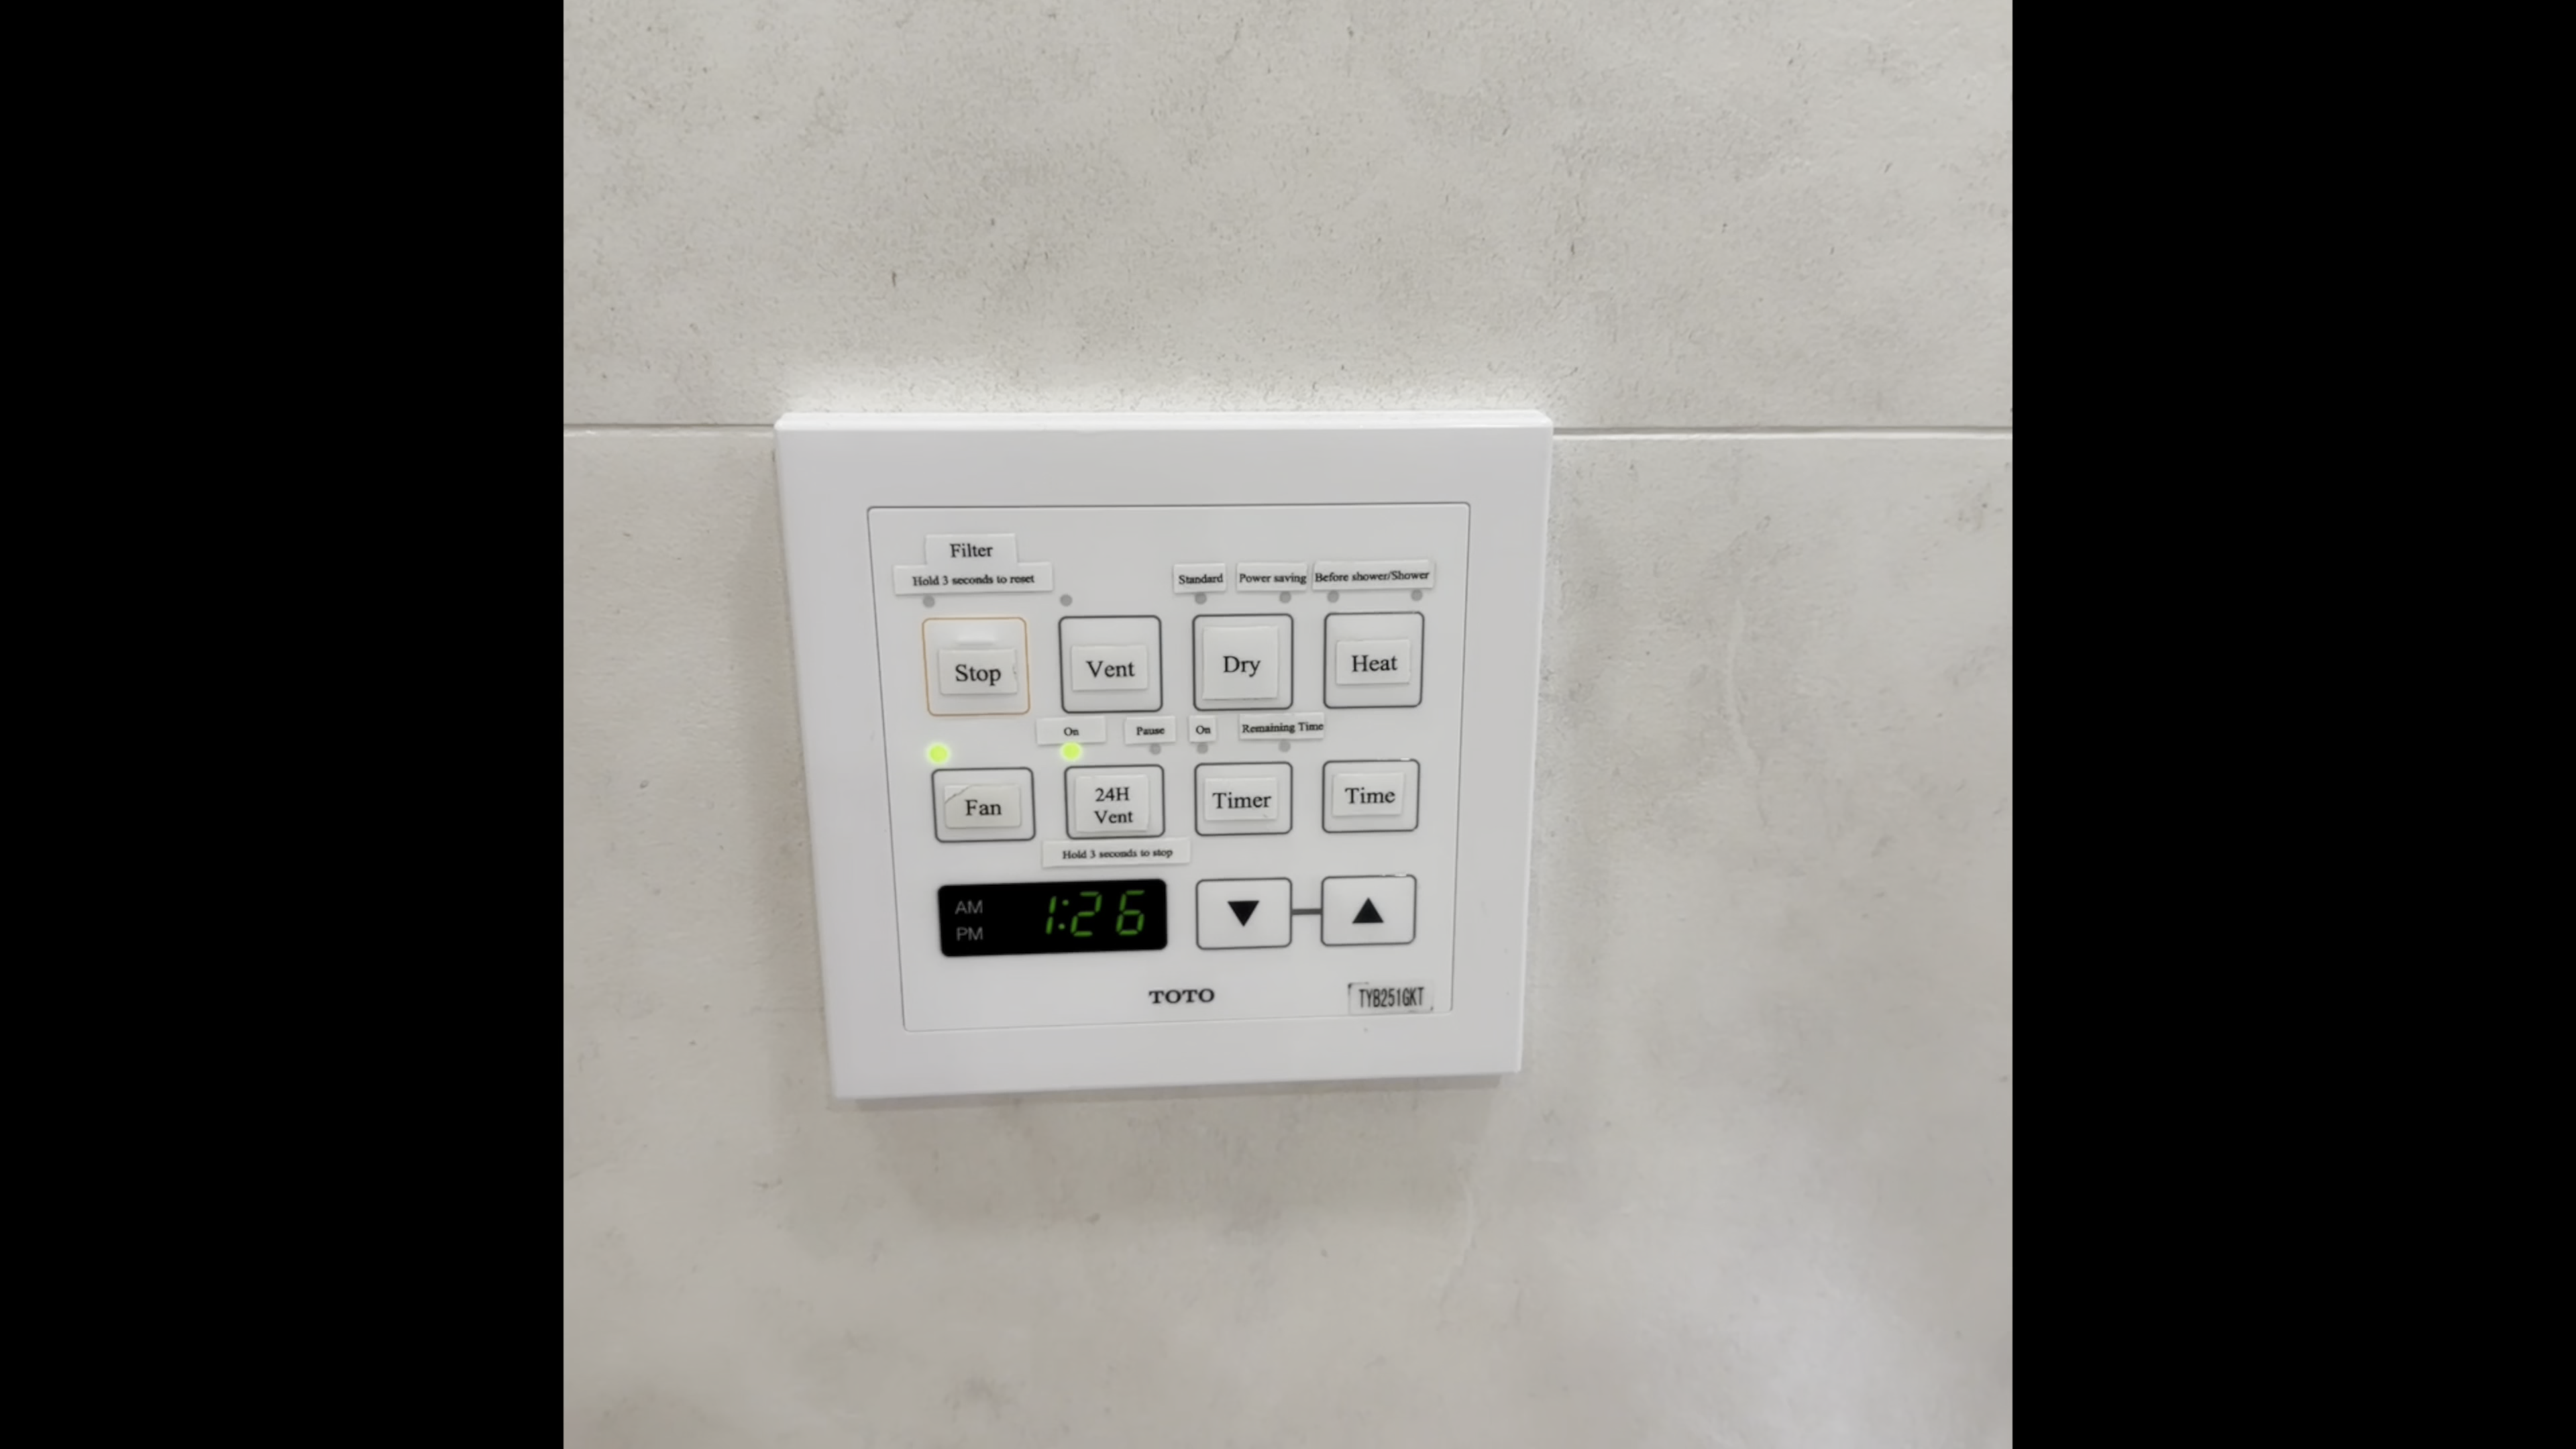 Filter
Hold 3 seconds to reset
Standard Power saving Before shower/Shower
Stop Vent Dry Heat
On Pause On Remaining Time
Fan 24H Vent Timer Time
Hold 3 seconds to stop
AM 1:26
PM
TOTO TYB251GKT